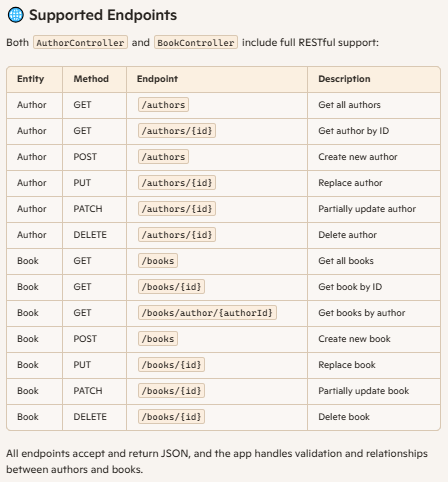 🌐 Supported Endpoints
Both AuthorController and BookController include full RESTful support:
Entity Method Endpoint Description
Author GET /authors Get all authors
Author GET /authors/{id} Get author by ID
Author POST /authors Create new author
Author PUT /authors/{id} Replace author
Author PATCH /authors/{id} Partially update author
Author DELETE /authors/{id} Delete author
Book GET /books Get all books
Book GET /books/{id} Get book by ID
Book GET /books/author/{authorId} Get books by author
Book POST /books Create new book
Book PUT /books/{id} Replace book
Book PATCH /books/{id} Partially update book
Book DELETE /books/{id} Delete book
All endpoints accept and return JSON, and the app handles validation and relationships
between authors and books.